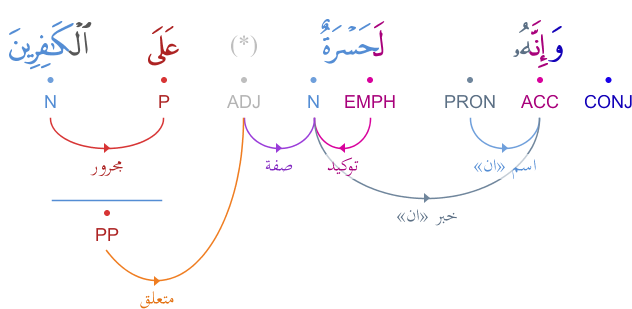 وَإِنَّهُۥ لَحَسْرَةٌ (*) عَلَى ٱلْكَٰفِرِينَ
CONJ ACC PRON EMPH N ADJ P N
اسم «ان» توكيد صفة مجرور
خبر «ان»
PP
متعلق